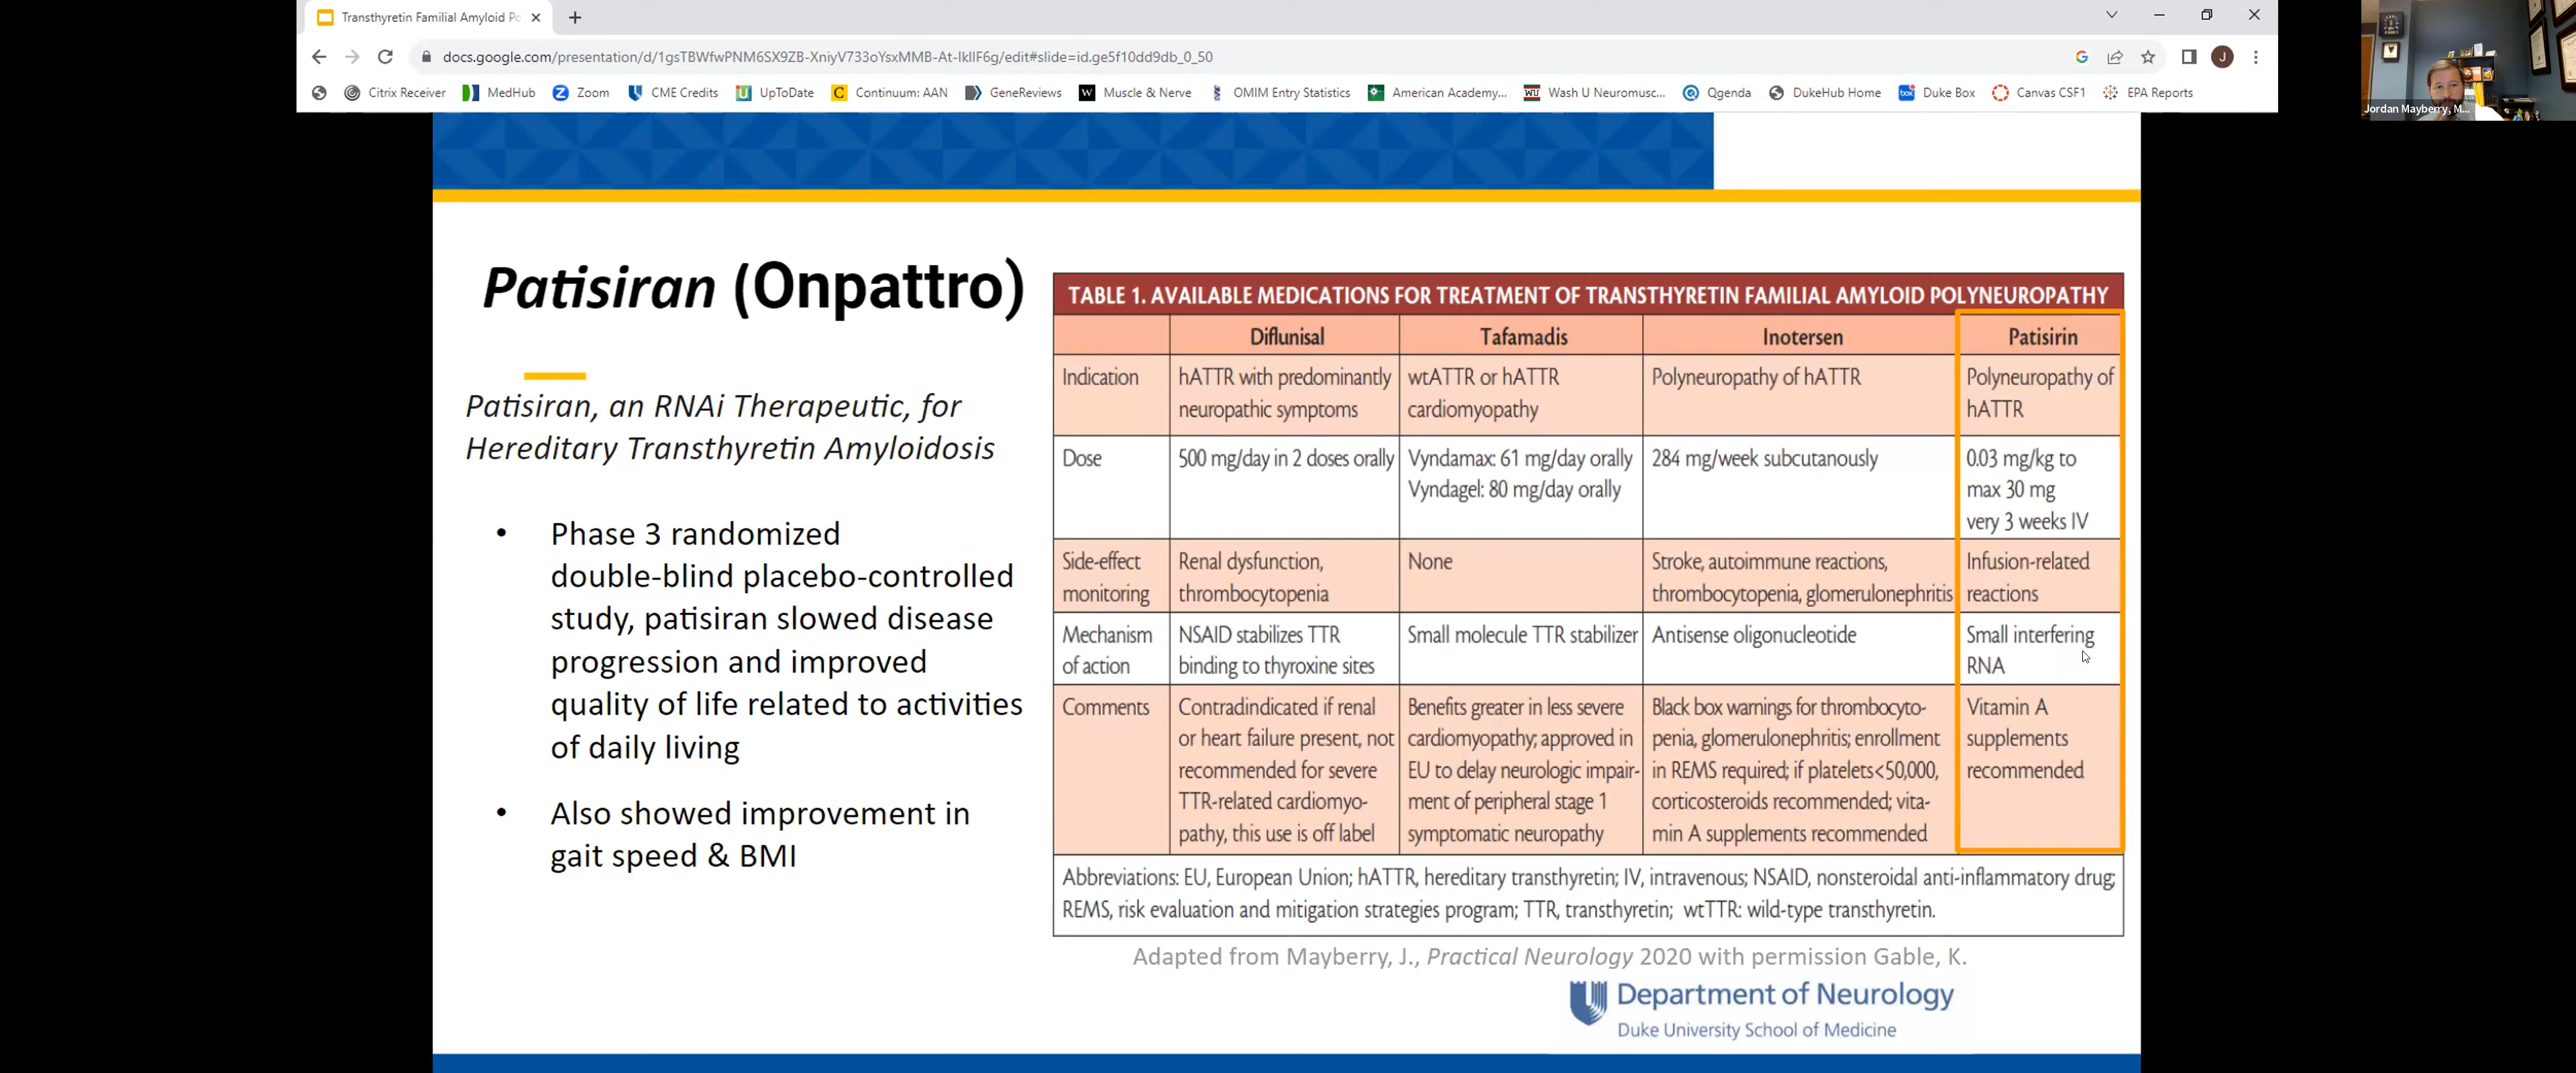 Transthyretin Familial Amyloid Po
docs.google.com/presentation/d/1gsTBWfwPNM6SX9ZB-XniyV733oYsxMMB-At-IkllF6g/edit#slide=id.ge5f10dd9db_0_50
J
Citrix Receiver MedHub Zoom CME Credits UpToDate Continuum: AAN GeneReviews Muscle & Nerve OMIM Entry Statistics American Academy... Wash U Neuromusc... Qgenda DukeHub Home Duke Box Canvas CSF1 EPA Reports
Jordan Mayberry, M...
Patisiran (Onpattro)
Patisiran, an RNAi Therapeutic, for
Hereditary Transthyretin Amyloidosis
• Phase 3 randomized
double-blind placebo-controlled
study, patisiran slowed disease
progression and improved
quality of life related to activities
of daily living
• Also showed improvement in
gait speed & BMI
TABLE 1. AVAILABLE MEDICATIONS FOR TREATMENT OF TRANSTHYRETIN FAMILIAL AMYLOID POLYNEUROPATHY
Diflunisal Tafamadis Inotersen Patisirin
Indication hATTR with predominantly wtATTR or hATTR Polyneuropathy of hATTR Polyneuropathy of
neuropathic symptoms cardiomyopathy hATTR
Dose 500 mg/day in 2 doses orally Vyndamax: 61 mg/day orally 284 mg/week subcutanously 0.03 mg/kg to
Vyndagel: 80 mg/day orally max 30 mg
very 3 weeks IV
Side-effect Renal dysfunction, None Stroke, autoimmune reactions, Infusion-related
monitoring thrombocytopenia thrombocytopenia, glomerulonephritis reactions
Mechanism NSAID stabilizes TTR Small molecule TTR stabilizer Antisense oligonucleotide Small interfering
of action binding to thyroxine sites RNA
Comments Contradindicated if renal Benefits greater in less severe Black box warnings for thrombocyto- Vitamin A
or heart failure present, not cardiomyopathy; approved in penia, glomerulonephritis; enrollment supplements
recommended for severe EU to delay neurologic impair- in REMS required; if platelets<50,000, recommended
TTR-related cardiomyo- ment of peripheral stage 1 corticosteroids recommended; vita-
pathy, this use is off label symptomatic neuropathy min A supplements recommended
Abbreviations: EU, European Union; hATTR, hereditary transthyretin; IV, intravenous; NSAID, nonsteroidal anti-inflammatory drug;
REMS, risk evaluation and mitigation strategies program; TTR, transthyretin; wtTTR: wild-type transthyretin.
Adapted from Mayberry, J., Practical Neurology 2020 with permission Gable, K.
Department of Neurology
Duke University School of Medicine